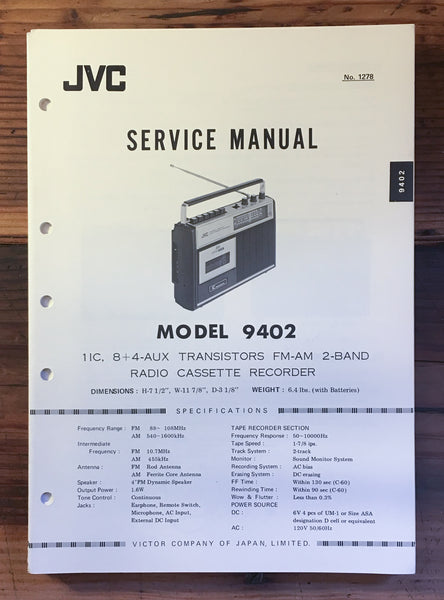 JVC
No. 1278
SERVICE MANUAL
9402
JVC
MODEL 9402
1 IC, 8+4-AUX TRANSISTORS FM-AM 2-BAND
RADIO CASSETTE RECORDER
DIMENSIONS : H-7 1/2", W-11 7/8", D-3 1/8" WEIGHT : 6.4 lbs. (with Batteries)
SPECIFICATIONS
Frequency Range : FM 88~ 108MHz
AM 540~1600kHz
Intermediate
Frequency : FM 10.7MHz
AM 455kHz
Antenna : FM Rod Antenna
AM Ferrite Core Antenna
Speaker : 4"PM Dynamic Speaker
Output Power : 1.6W
Tone Control : Continuous
Jacks : Earphone, Remote Switch,
Microphone, AC Input,
External DC Input
TAPE RECORDER SECTION
Frequency Response : 50~10000Hz
Tape Speed : 1-7/8 ips.
Track System : 2-track
Monitor : Sound Monitor System
Recording System : AC bias
Erasing System : DC erasing
FF Time : Within 130 sec (C-60)
Rewinding Time : Within 90 sec (C-60)
Wow & Flutter : Less than 0.3%
POWER SOURCE
DC : 6V 4 pcs of UM-1 or Size ASA
designation D cell or equivalent
AC : 120V 50/60Hz
VICTOR COMPANY OF JAPAN, LIMITED.